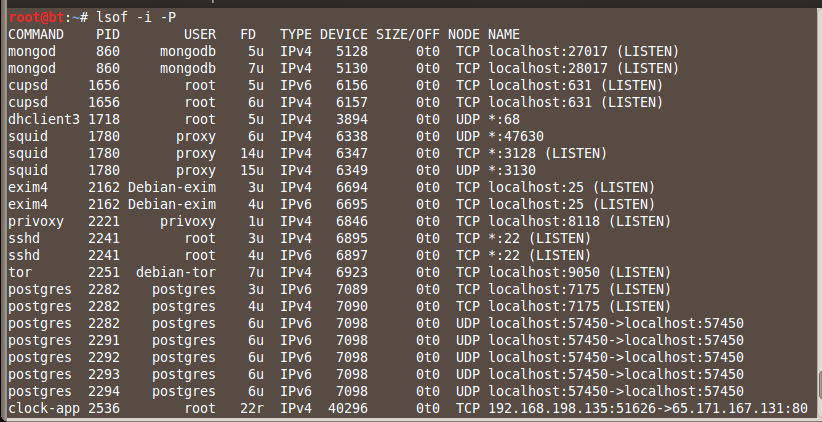 root@bt:~# lsof -i -P
COMMAND PID USER FD TYPE DEVICE SIZE/OFF NODE NAME
mongod 860 mongodb 5u IPv4 5128 0t0 TCP localhost:27017 (LISTEN)
mongod 860 mongodb 7u IPv4 5130 0t0 TCP localhost:28017 (LISTEN)
cupsd 1656 root 5u IPv6 6156 0t0 TCP localhost:631 (LISTEN)
cupsd 1656 root 6u IPv4 6157 0t0 TCP localhost:631 (LISTEN)
dhclient3 1718 root 5u IPv4 3894 0t0 UDP *:68
squid 1780 proxy 6u IPv4 6338 0t0 UDP *:47630
squid 1780 proxy 14u IPv4 6347 0t0 TCP *:3128 (LISTEN)
squid 1780 proxy 15u IPv4 6349 0t0 UDP *:3130
exim4 2162 Debian-exim 3u IPv4 6694 0t0 TCP localhost:25 (LISTEN)
exim4 2162 Debian-exim 4u IPv6 6695 0t0 TCP localhost:25 (LISTEN)
privoxy 2221 privoxy 1u IPv4 6846 0t0 TCP localhost:8118 (LISTEN)
sshd 2241 root 3u IPv4 6895 0t0 TCP *:22 (LISTEN)
sshd 2241 root 4u IPv6 6897 0t0 TCP *:22 (LISTEN)
tor 2251 debian-tor 7u IPv4 6923 0t0 TCP localhost:9050 (LISTEN)
postgres 2282 postgres 3u IPv6 7089 0t0 TCP localhost:7175 (LISTEN)
postgres 2282 postgres 4u IPv4 7090 0t0 TCP localhost:7175 (LISTEN)
postgres 2282 postgres 6u IPv6 7098 0t0 UDP localhost:57450->localhost:57450
postgres 2291 postgres 6u IPv6 7098 0t0 UDP localhost:57450->localhost:57450
postgres 2292 postgres 6u IPv6 7098 0t0 UDP localhost:57450->localhost:57450
postgres 2293 postgres 6u IPv6 7098 0t0 UDP localhost:57450->localhost:57450
postgres 2294 postgres 6u IPv6 7098 0t0 UDP localhost:57450->localhost:57450
clock-app 2536 root 22r IPv4 40296 0t0 TCP 192.168.198.135:51626->65.171.167.131:80